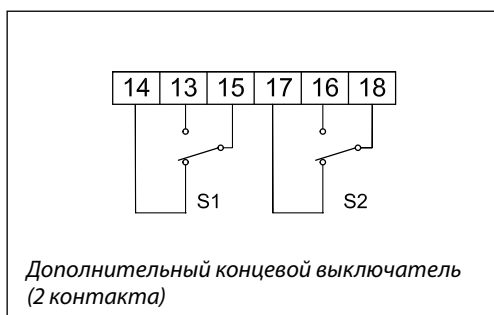 14 13 15 17 16 18
S1 S2
Дополнительный концевой выключатель
(2 контакта)